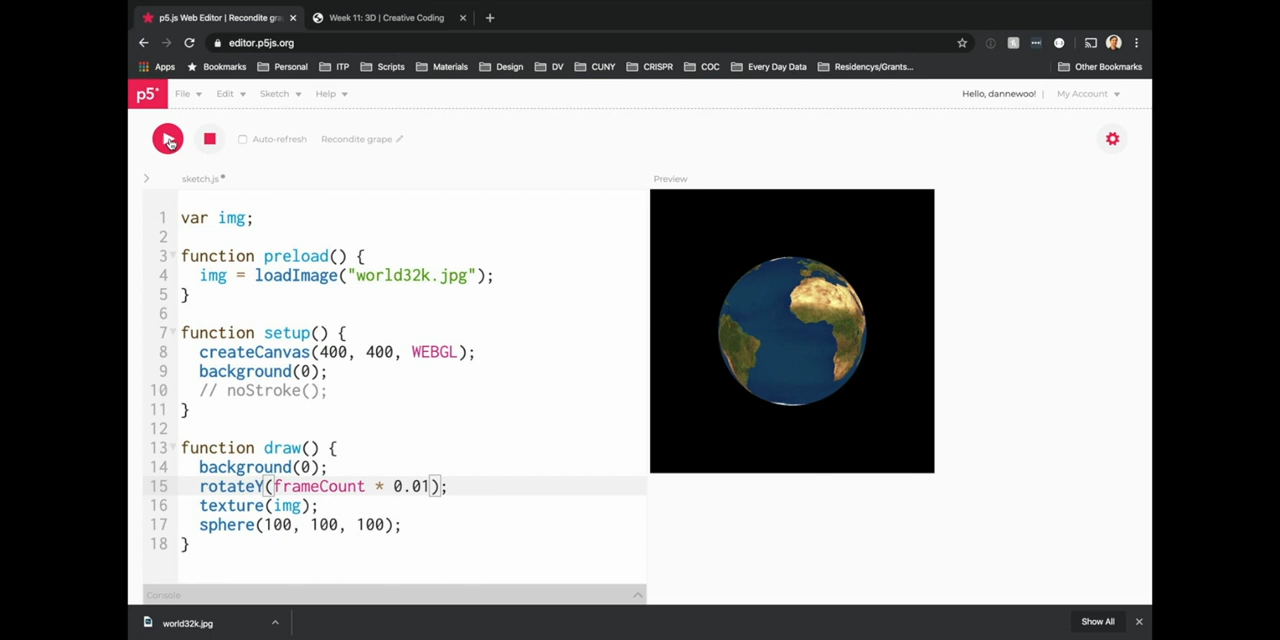 p5.js Web Editor | Recondite gra
Week 11: 3D | Creative Coding
editor.p5js.org
Apps Bookmarks Personal ITP Scripts Materials Design DV CUNY CRISPR COC Every Day Data Residencys/Grants... Other Bookmarks
p5* File Edit Sketch Help Hello, dannewoo! | My Account
Auto-refresh Recondite grape
sketch.js
Preview
1 var img;
2
3 function preload() {
4 img = loadImage("world32k.jpg");
5 }
6
7 function setup() {
8 createCanvas(400, 400, WEBGL);
9 background(0);
10 // noStroke();
11 }
12
13 function draw() {
14 background(0);
15 rotateY(frameCount * 0.01);
16 texture(img);
17 sphere(100, 100, 100);
18 }
Console
world32k.jpg
Show All